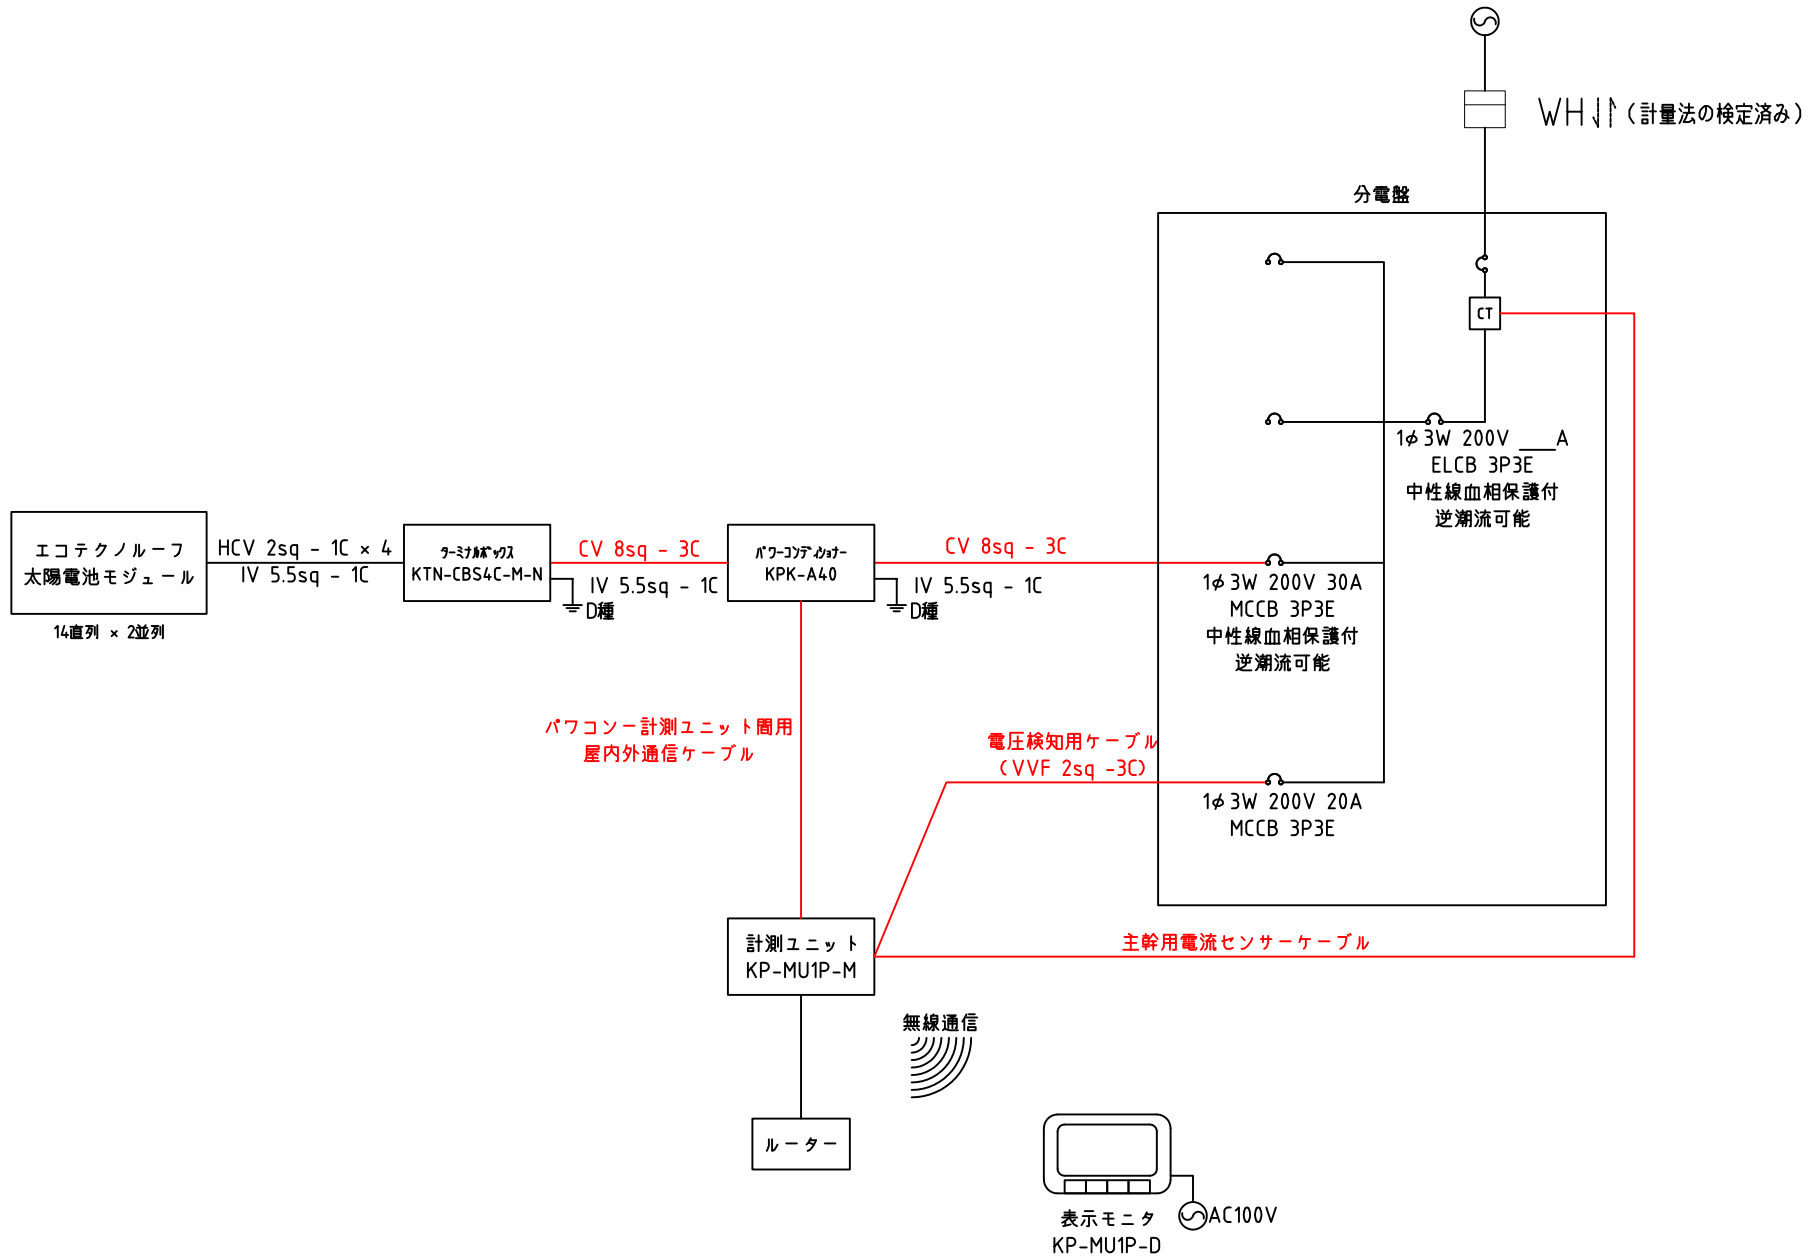 WH ↓↑ (計量法の検定済み)
分電盤
CT
1φ3W 200V ___A
ELCB 3P3E
中性線血相保護付
逆潮流可能
エコテクノルーフ
太陽電池モジュール
14直列 × 2並列
HCV 2sq - 1C × 4
IV 5.5sq - 1C
ターミナルボックス
KTN-CBS4C-M-N
CV 8sq - 3C
IV 5.5sq - 1C
D種
パワーコンディショナー
KPK-A40
CV 8sq - 3C
IV 5.5sq - 1C
D種
1φ3W 200V 30A
MCCB 3P3E
中性線血相保護付
逆潮流可能
パワコンー計測ユニット間用
屋内外通信ケーブル
電圧検知用ケーブル
(VVF 2sq -3C)
1φ3W 200V 20A
MCCB 3P3E
計測ユニット
KP-MU1P-M
主幹用電流センサーケーブル
無線通信
ルーター
表示モニタ
KP-MU1P-D
AC100V